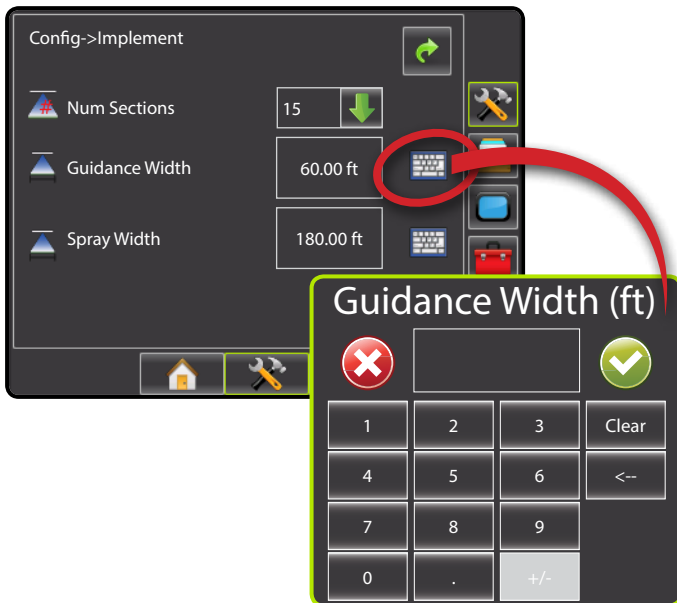 Config->Implement
Num Sections 15
Guidance Width 60.00 ft
Spray Width 180.00 ft
Guidance Width (ft)
1 2 3 Clear
4 5 6 <--
7 8 9
0 . +/-